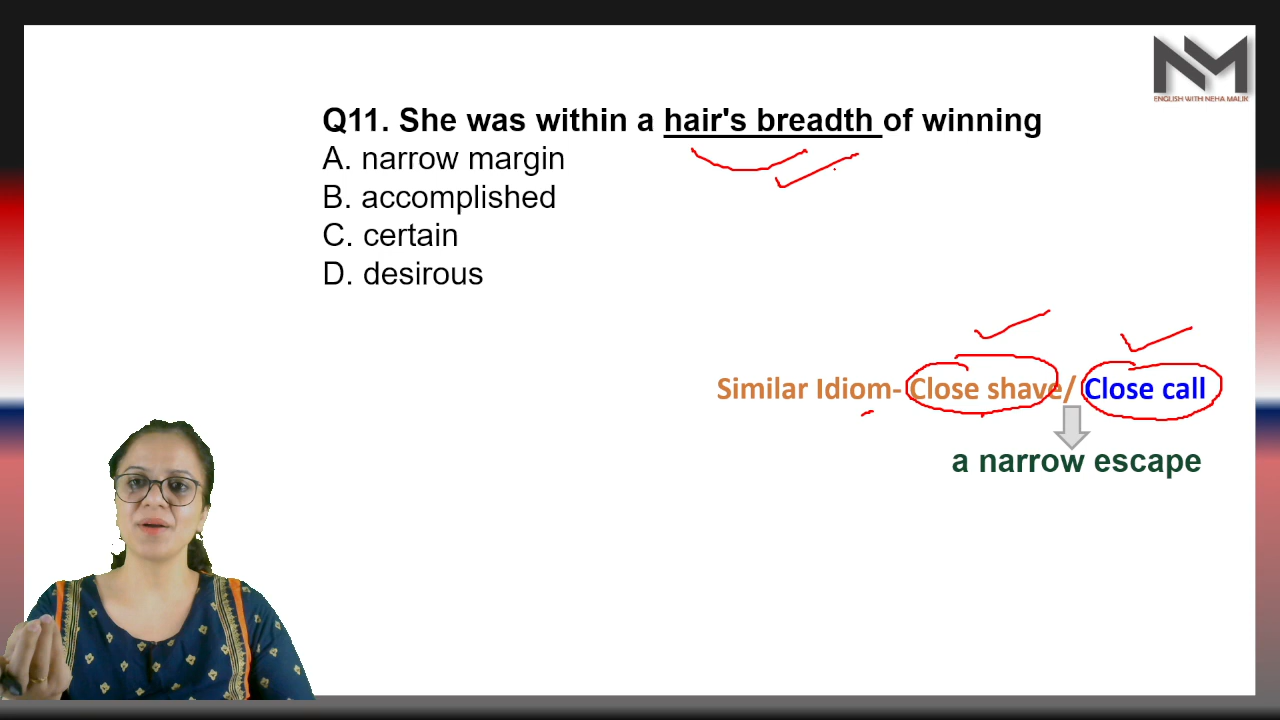 NM
ENGLISH WITH NEHA MALIK
Q11. She was within a hair's breadth of winning
A. narrow margin
B. accomplished
C. certain
D. desirous
Similar Idiom- Close shave/ Close call
a narrow escape